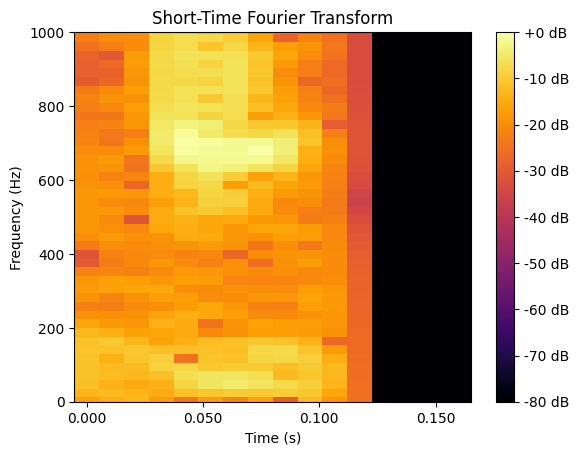 Short-Time Fourier Transform
Frequency (Hz)
1000
800
600
400
200
0
0.000
0.050
0.100
0.150
Time (s)
+0 dB
-10 dB
-20 dB
-30 dB
-40 dB
-50 dB
-60 dB
-70 dB
-80 dB